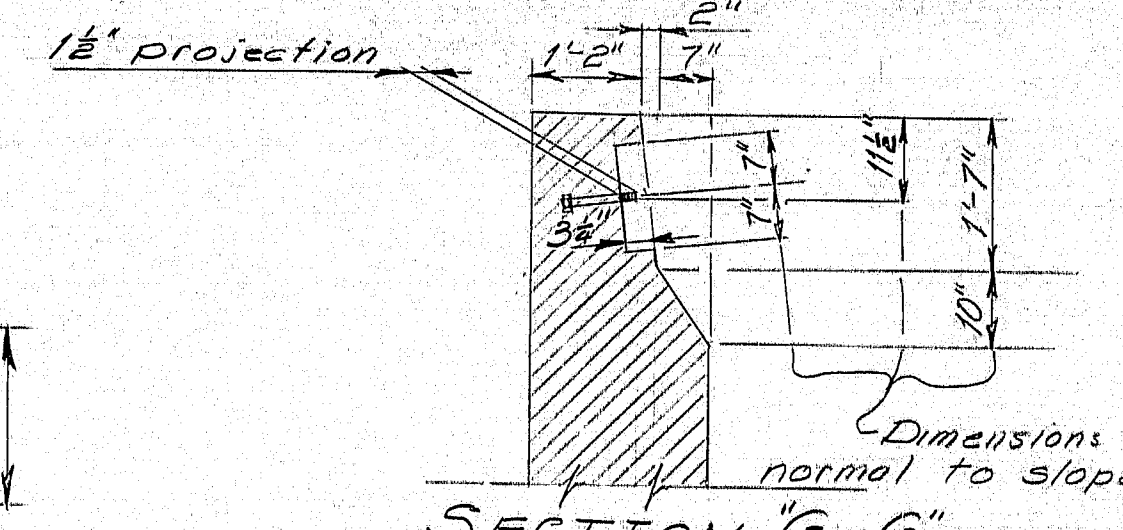 2"
1½" projection
1'-2"
7"
11½"
7"
7"
1'-7"
3¼"
10"
Dimensions
normal to slope
SECTION "G-G"